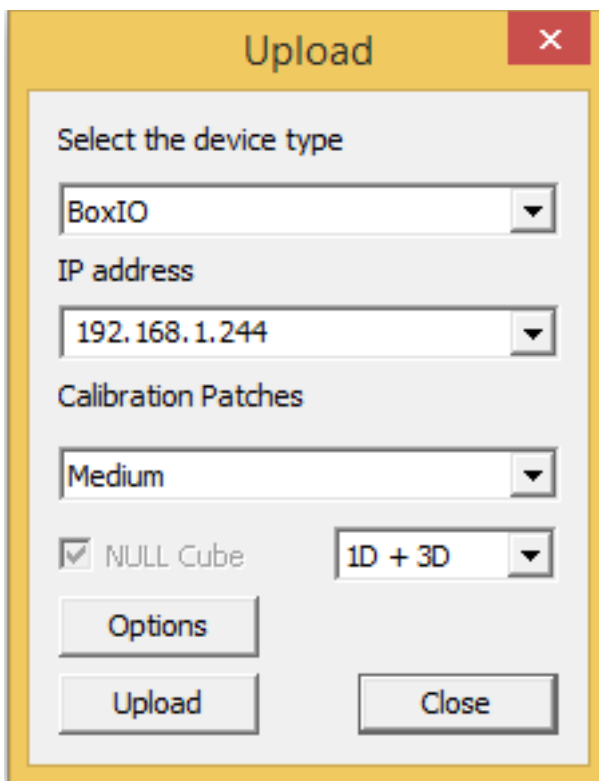 Upload
Select the device type
BoxIO
IP address
192.168.1.244
Calibration Patches
Medium
NULL Cube 1D + 3D
Options
Upload Close